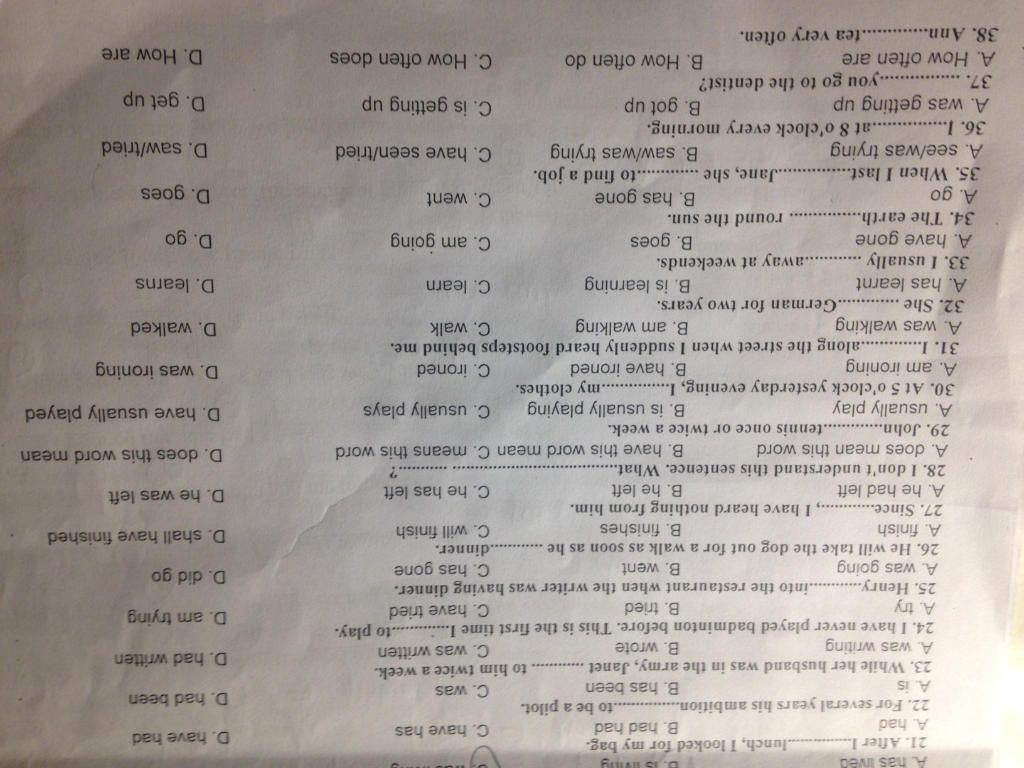 A. has lived B. is living
21. After I..............lunch, I looked for my bag.
A. had B. had had C. have has D. have had
22. For several years his ambition..............to be a pilot.
A. is B. has been C. was D. had been
23. While her husband was in the army, Janet ........... to him twice a week.
A. was writing B. wrote C. was written D. had written
24. I have never played badminton before. This is the first time I............to play.
A. try B. tried C. have tried D. am trying
25. Henry............into the restaurant when the writer was having dinner.
A. was going B. went C. has gone D. did go
26. He will take the dog out for a walk as soon as he ............dinner.
A. finish B. finishes C. will finish D. shall have finished
27. Since..........., I have heard nothing from him.
A. he had left B. he left C. he has left D. he was left
28. I don't understand this sentence. What.................................... ..........?
A. does mean this word B. have this word mean C. means this word D. does this word mean
29. John............tennis once or twice a week.
A. usually play B. is usually playing C. usually plays D. have usually played
30. At 5 o'clock yesterday evening, I.............my clothes.
A. am ironing B. have ironed C. ironed D. was ironing
31. I.............along the street when I suddenly heard footsteps behind me.
A. was walking B. am walking C. walk D. walked
32. She .............German for two years.
A. has learnt B. is learning C. learn D. learns
33. I usually ............away at weekends.
A. have gone B. goes C. am going D. go
34. The earth............... round the sun.
A. go B. has gone C. went D. goes
35. When I last................Jane, she .............to find a job.
A. see/was trying B. saw/was trying C. have seen/tried D. saw/tried
36. I................at 8 o'clock every morning.
A. was getting up B. got up C. is getting up D. get up
37. .................you go to the dentist?
A. How often are B. How often do C. How often does D. How are
38. Ann..............tea very often.